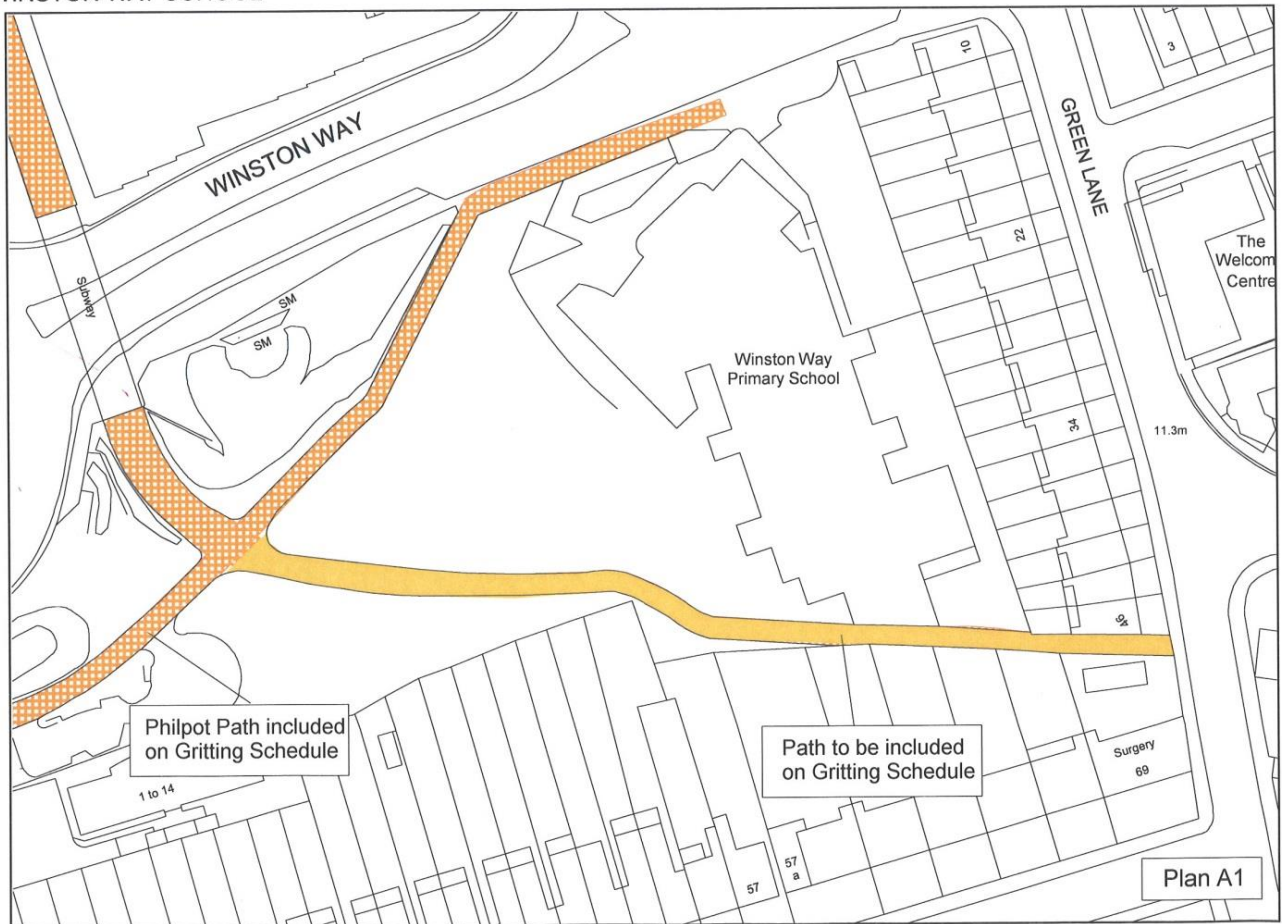 WINSTON WAY
GREEN LANE
10
3
22
The
Welcom
Centre
Subway
SM
SM
Winston Way
Primary School
34
11.3m
46
Philpot Path included
on Gritting Schedule
Path to be included
on Gritting Schedule
Surgery
69
1 to 14
57
a
57
Plan A1